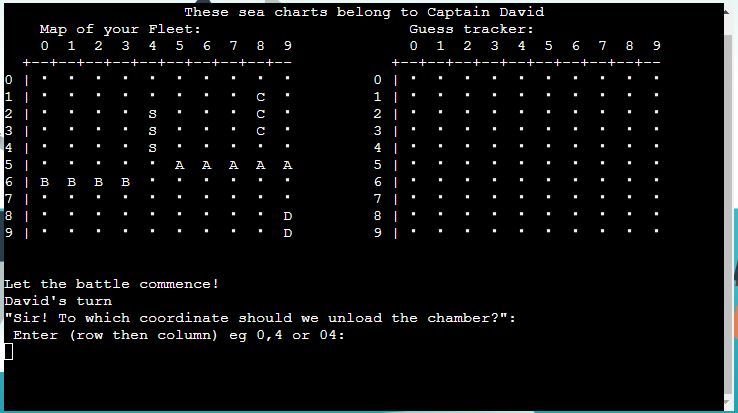 These sea charts belong to Captain David
Map of your Fleet: Guess tracker:
0 1 2 3 4 5 6 7 8 9 0 1 2 3 4 5 6 7 8 9
+--+--+--+--+--+--+--+--+--+-- +--+--+--+--+--+--+--+--+--+--
0 | · · · · · · · · · · 0 | · · · · · · · · · ·
1 | · · · · · · · · C · 1 | · · · · · · · · · ·
2 | · · · · S · · · C · 2 | · · · · · · · · · ·
3 | · · · · S · · · C · 3 | · · · · · · · · · ·
4 | · · · · S · · · · · 4 | · · · · · · · · · ·
5 | · · · · · A A A A A 5 | · · · · · · · · · ·
6 | B B B B · · · · · · 6 | · · · · · · · · · ·
7 | · · · · · · · · · · 7 | · · · · · · · · · ·
8 | · · · · · · · · · D 8 | · · · · · · · · · ·
9 | · · · · · · · · · D 9 | · · · · · · · · · ·
Let the battle commence!
David's turn
"Sir! To which coordinate should we unload the chamber?":
Enter (row then column) eg 0,4 or 04: